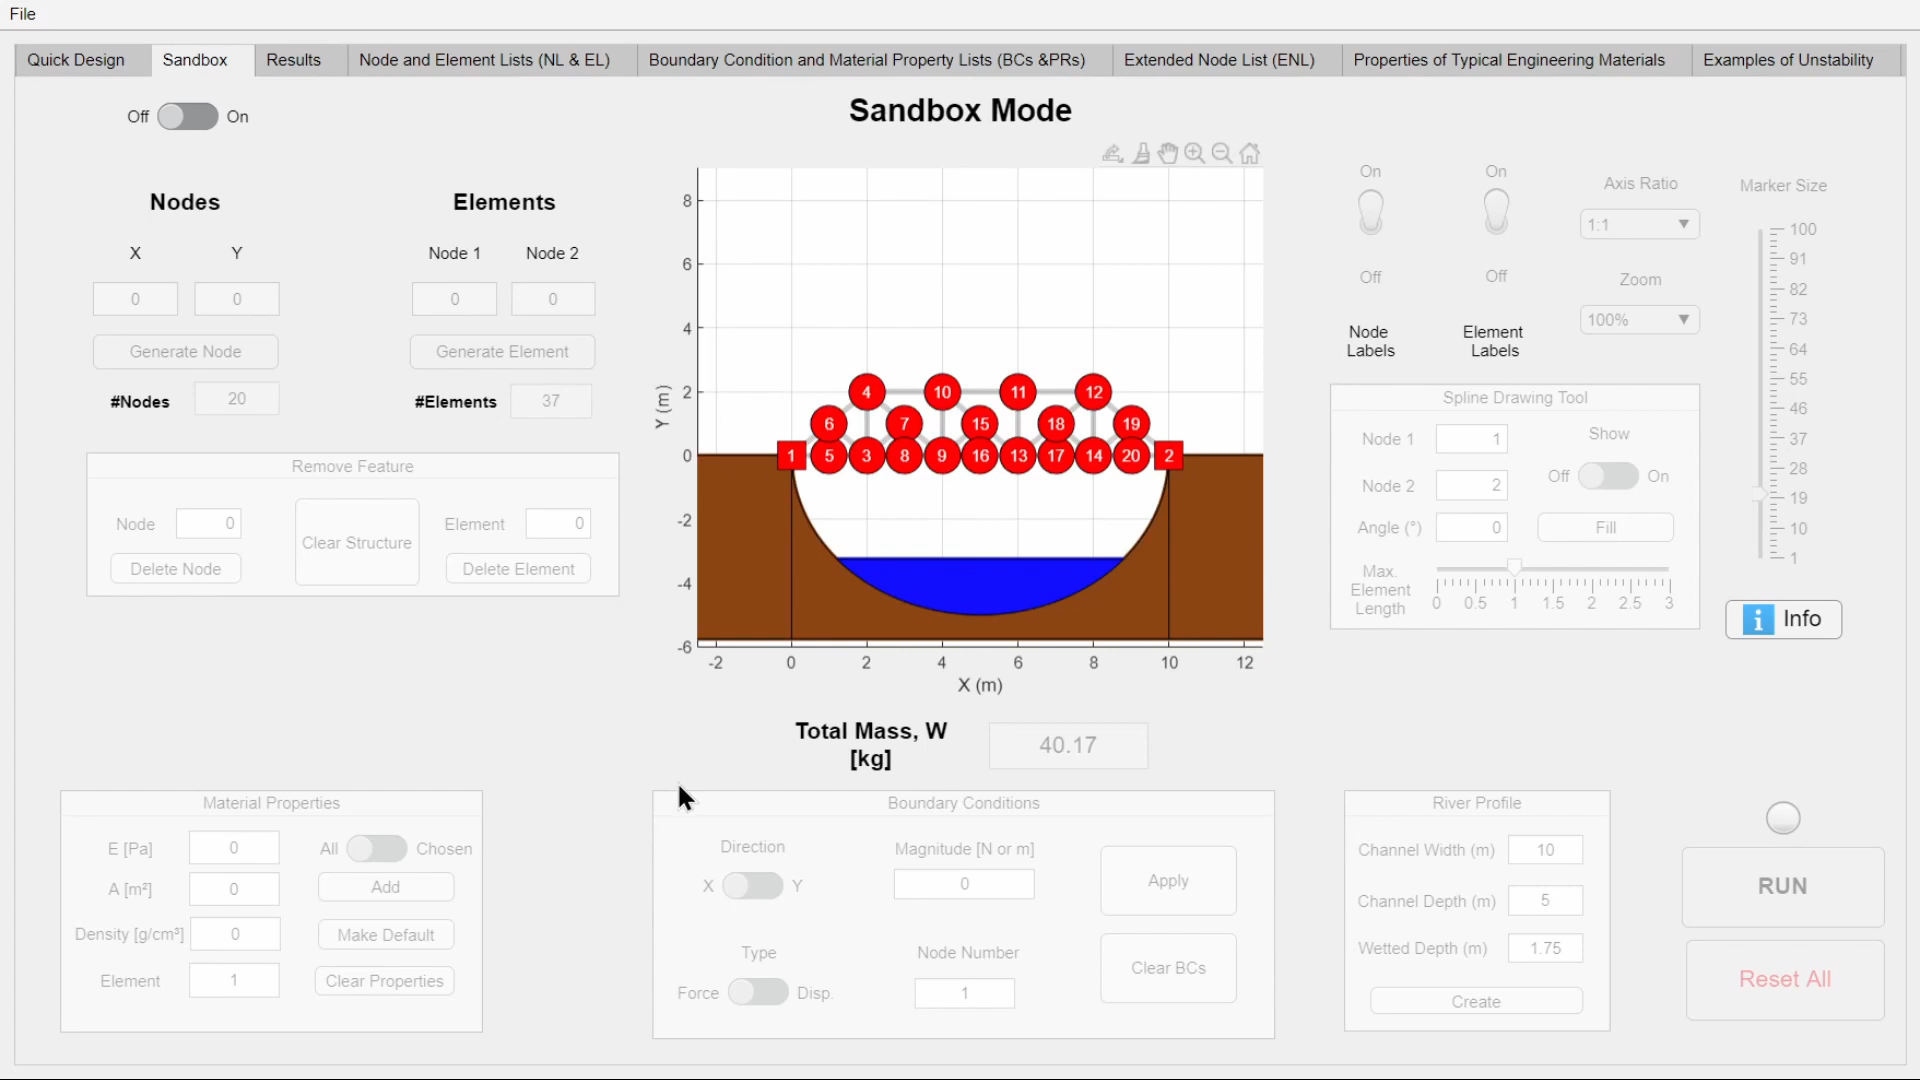 File
Quick Design Sandbox Results Node and Element Lists (NL & EL) Boundary Condition and Material Property Lists (BCs &PRs) Extended Node List (ENL) Properties of Typical Engineering Materials Examples of Unstability
Off On
Sandbox Mode
Nodes Elements
X Y Node 1 Node 2
0 0 0 0
Generate Node Generate Element
#Nodes 20 #Elements 37
Remove Feature
Node 0 Clear Structure Element 0
Delete Node Delete Element
8
6
4
2
0
-2
-4
-6
Y (m)
4 10 11 12
6 7 15 18 19
1 5 3 8 9 16 13 17 14 20 2
-2 0 2 4 6 8 10 12
X (m)
On On Axis Ratio Marker Size
1:1
Off Off Zoom
100%
Node Labels
Element Labels
100
91
82
73
64
55
46
37
28
19
10
1
Spline Drawing Tool
Node 1 1 Show
Node 2 2 Off On
Angle (°) 0 Fill
Max. Element Length
0 0.5 1 1.5 2 2.5 3
i Info
Total Mass, W [kg] 40.17
Material Properties
E [Pa] 0 All Chosen
A [m²] 0 Add
Density [g/cm³] 0 Make Default
Element 1 Clear Properties
Boundary Conditions
Direction Magnitude [N or m]
X Y 0 Apply
Type Node Number
Force Disp. 1 Clear BCs
River Profile
Channel Width (m) 10
Channel Depth (m) 5
Wetted Depth (m) 1.75
Create
RUN
Reset All